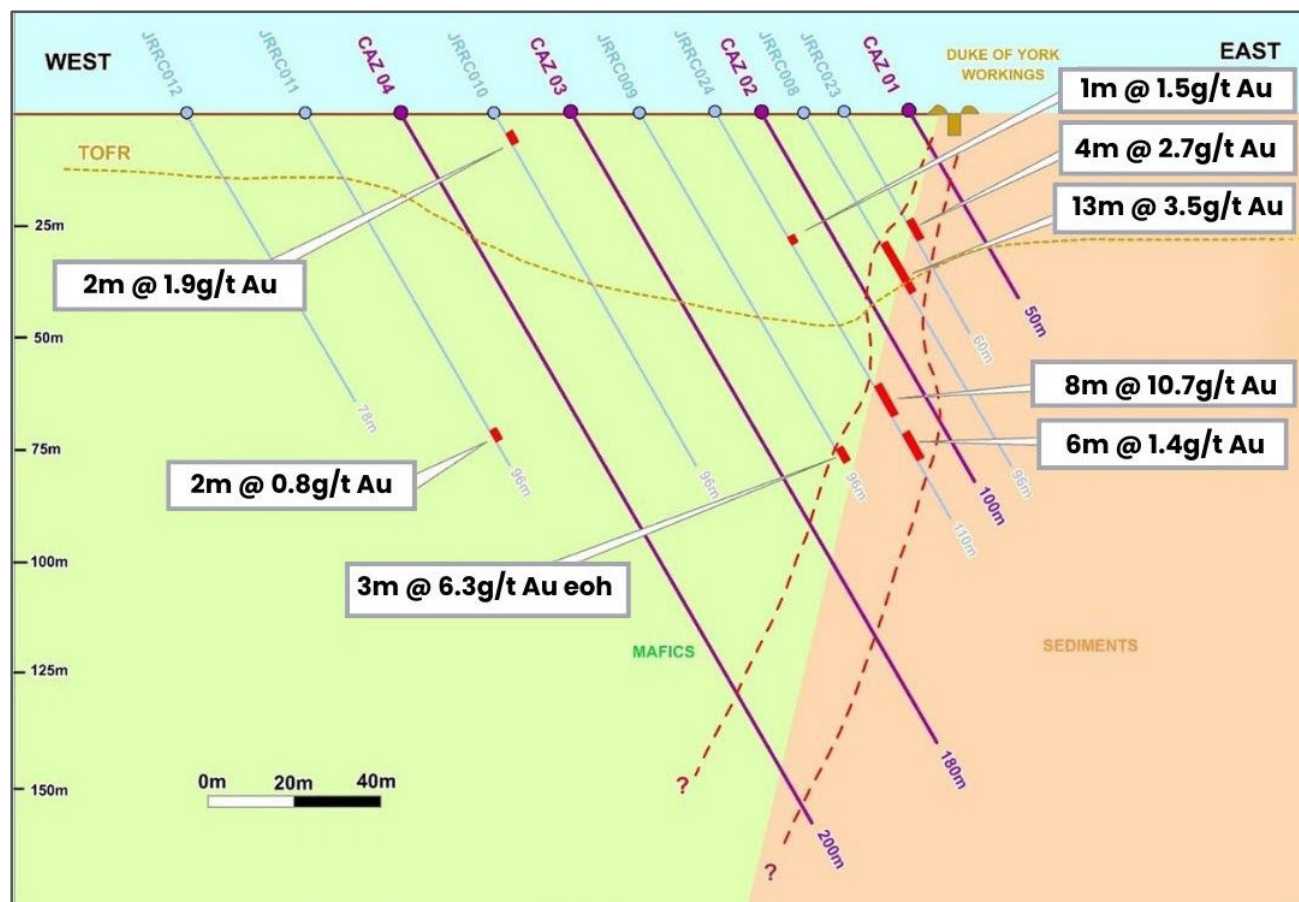 WEST
JRRC012
JRRC011
CAZ 04
JRRC010
CAZ 03
JRRC009
JRRC024
CAZ 02
JRRC008
JRRC023
CAZ 01
DUKE OF YORK
WORKINGS
EAST
1m @ 1.5g/t Au
4m @ 2.7g/t Au
13m @ 3.5g/t Au
TOFR
25m
2m @ 1.9g/t Au
50m
50m
60m
8m @ 10.7g/t Au
78m
6m @ 1.4g/t Au
75m
2m @ 0.8g/t Au
96m
96m
96m
96m
100m
110m
100m
3m @ 6.3g/t Au eoh
MAFICS
SEDIMENTS
125m
0m
20m
40m
150m
?
180m
200m
?